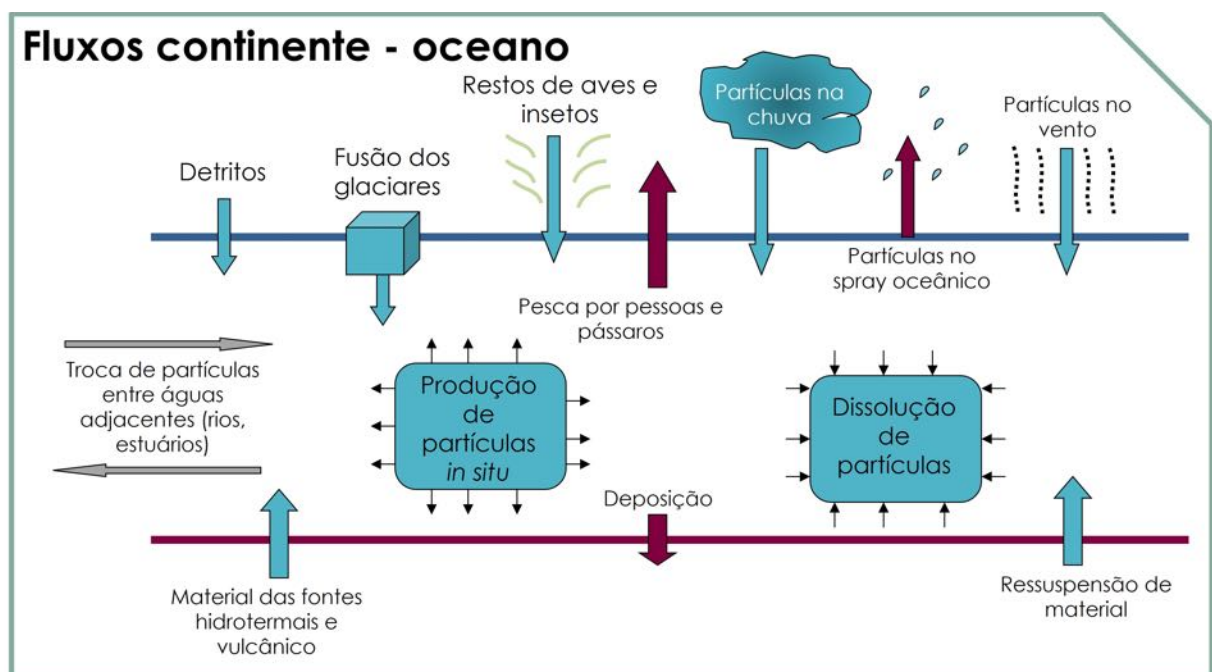 Fluxos continente - oceano
Restos de aves e
insetos
Partículas na
chuva
Partículas no
vento
Fusão dos
glaciares
Detritos
Partículas no
spray oceânico
Pesca por pessoas e
pássaros
Troca de partículas
entre águas
adjacentes (rios,
estuários)
Produção
de
partículas
in situ
Dissolução
de
partículas
Deposição
Material das fontes
hidrotermais e
vulcânico
Ressuspensão de
material